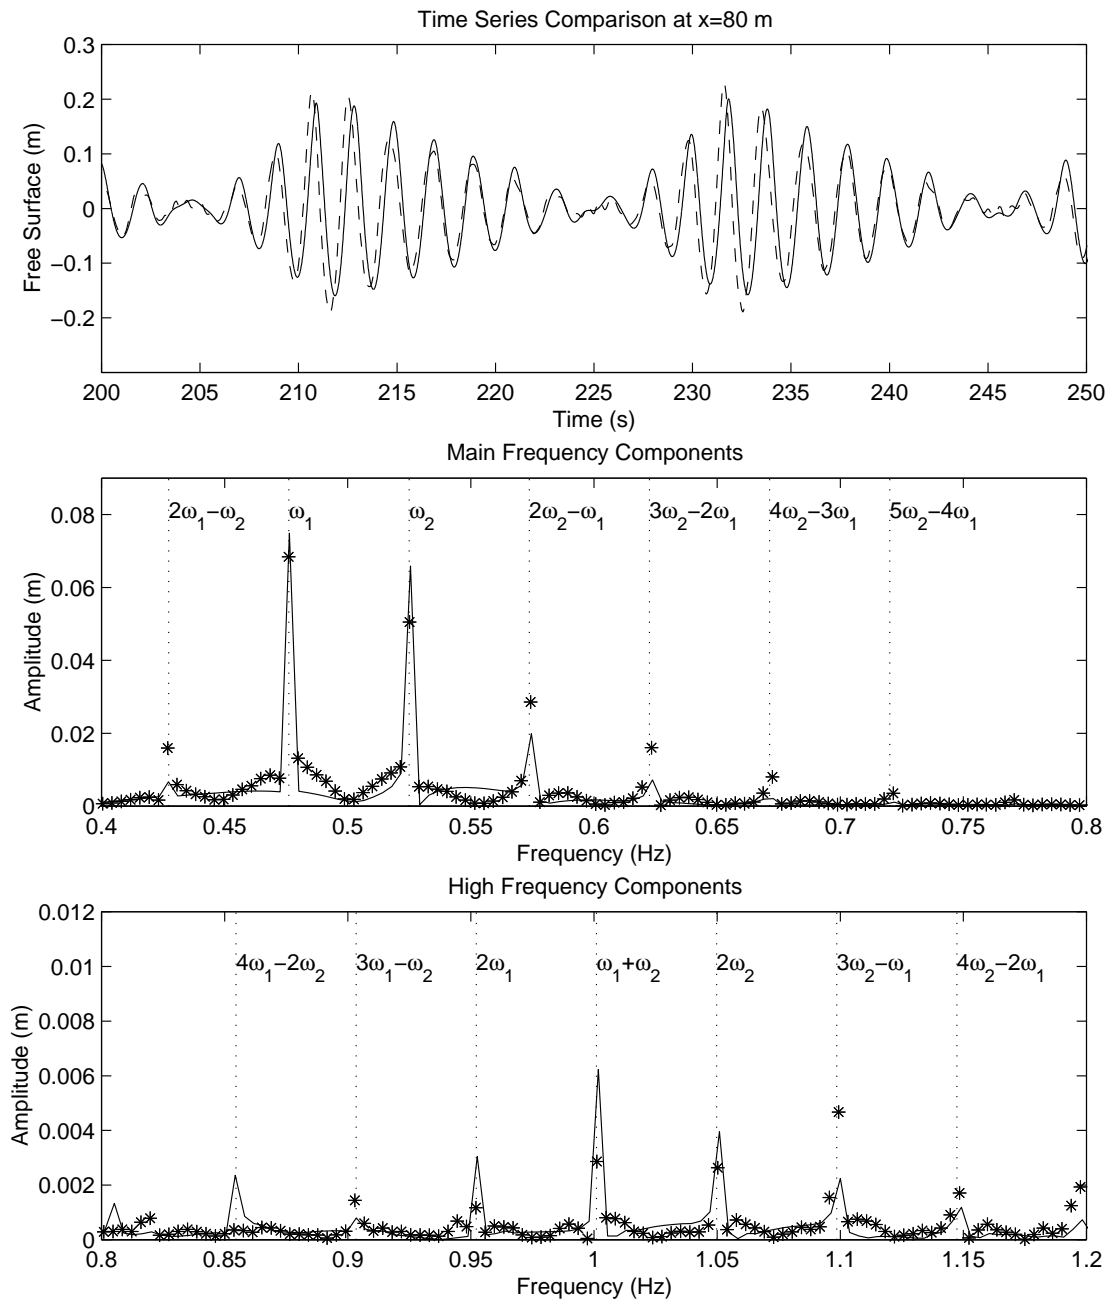 Time Series Comparison at x=80 m
0.3
0.2
0.1
0
−0.1
−0.2
Free Surface (m)
200 205 210 215 220 225 230 235 240 245 250
Time (s)
Main Frequency Components
2ω₁−ω₂ ω₁ ω₂ 2ω₂−ω₁ 3ω₂−2ω₁ 4ω₂−3ω₁ 5ω₂−4ω₁
0.08
0.06
0.04
0.02
0
Amplitude (m)
0.4 0.45 0.5 0.55 0.6 0.65 0.7 0.75 0.8
Frequency (Hz)
High Frequency Components
0.012
4ω₁−2ω₂ 3ω₁−ω₂ 2ω₁ ω₁+ω₂ 2ω₂ 3ω₂−ω₁ 4ω₂−2ω₁
0.01
0.008
0.006
0.004
0.002
0
Amplitude (m)
0.8 0.85 0.9 0.95 1 1.05 1.1 1.15 1.2
Frequency (Hz)